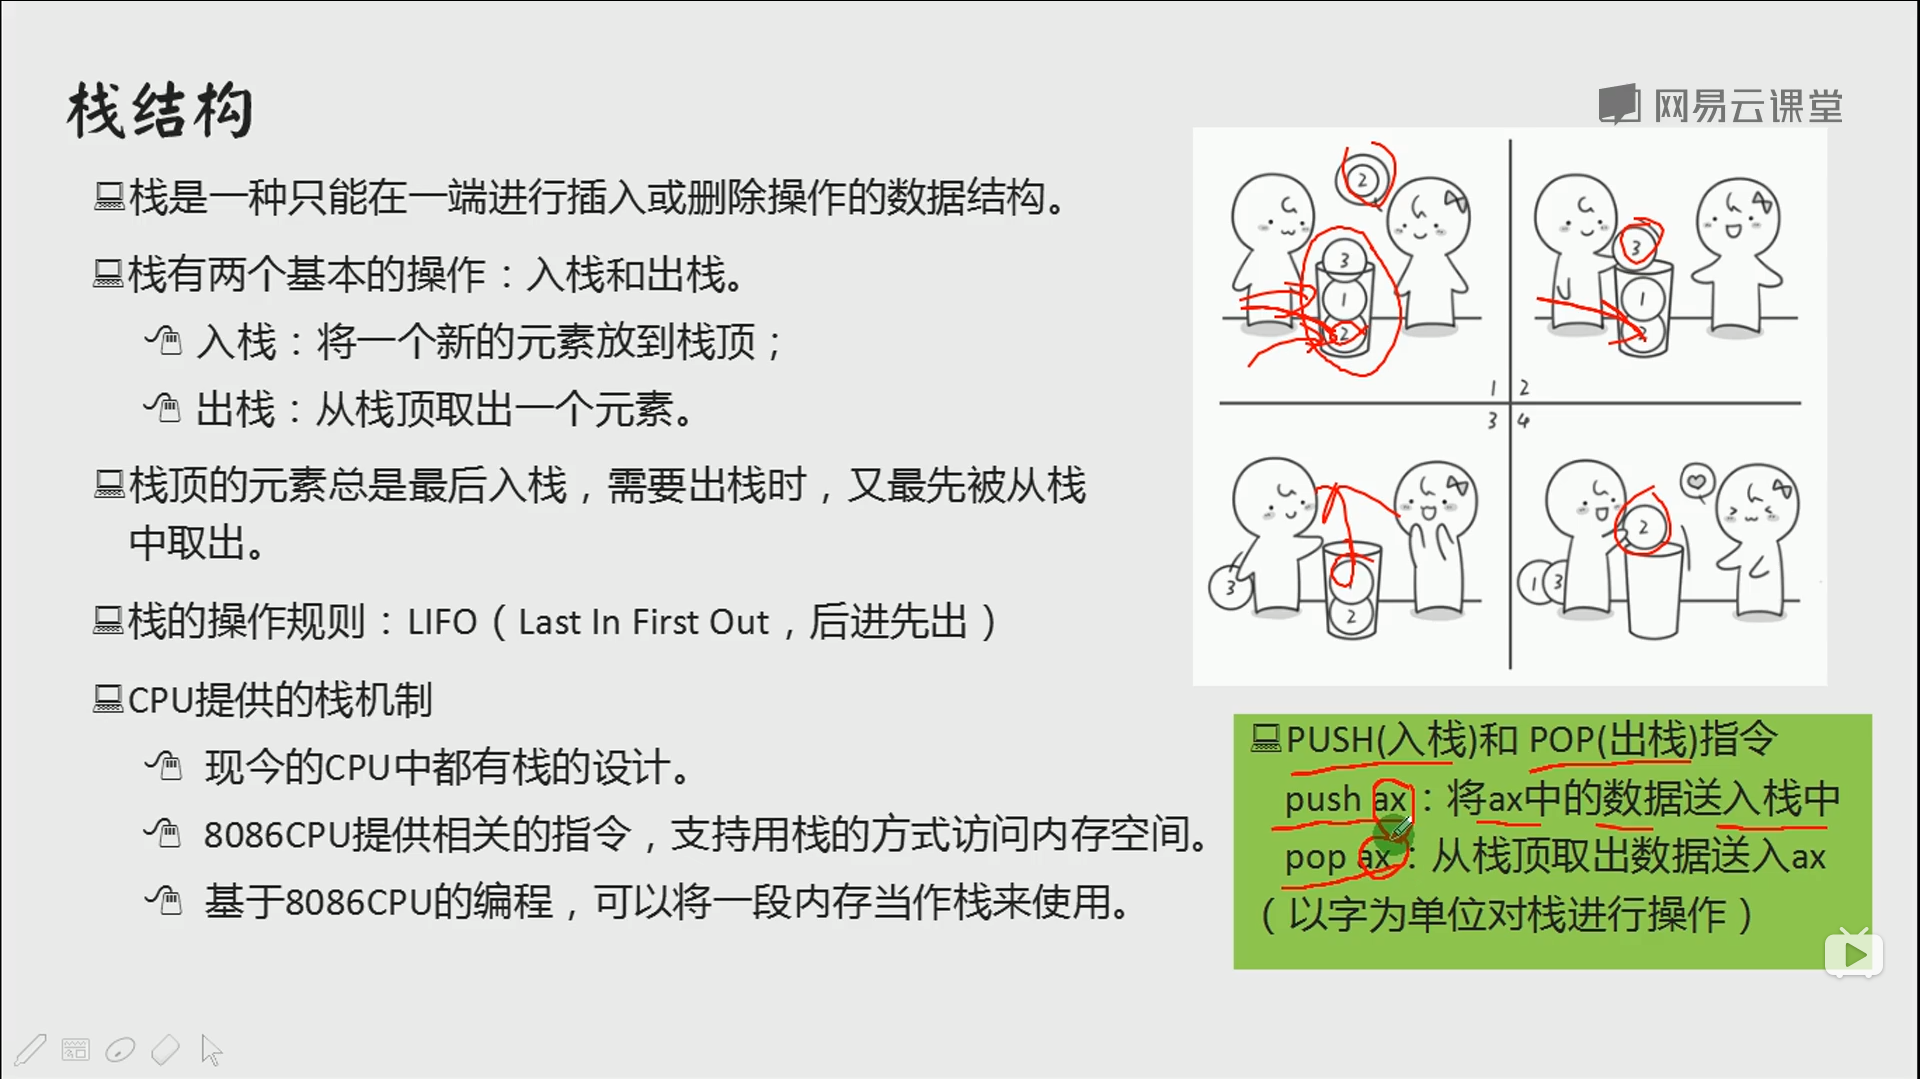 栈结构
网易云课堂
栈是一种只能在一端进行插入或删除操作的数据结构。
栈有两个基本的操作：入栈和出栈。
入栈：将一个新的元素放到栈顶；
出栈：从栈顶取出一个元素。
栈顶的元素总是最后入栈，需要出栈时，又最先被从栈
中取出。
栈的操作规则：LIFO（Last In First Out，后进先出）
CPU提供的栈机制
现今的CPU中都有栈的设计。
8086CPU提供相关的指令，支持用栈的方式访问内存空间。
基于8086CPU的编程，可以将一段内存当作栈来使用。
2
3
1
2
1
3
1
2
3
2
3
2
4
2
1 3
PUSH(入栈)和 POP(出栈)指令
push ax：将ax中的数据送入栈中
pop ax：从栈顶取出数据送入ax
（以字为单位对栈进行操作）